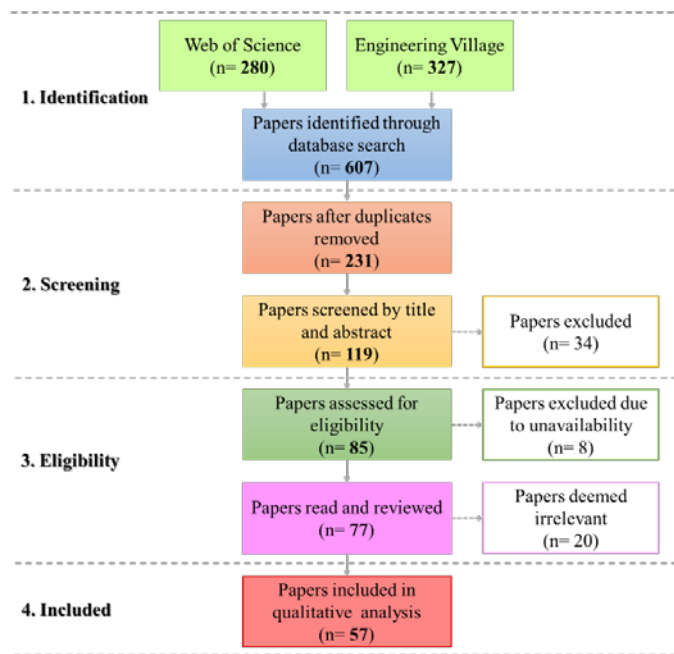 Web of Science
(n= 280)
Engineering Village
(n= 327)
1. Identification
Papers identified through
database search
(n= 607)
Papers after duplicates
removed
(n= 231)
2. Screening
Papers screened by title
and abstract
(n= 119)
Papers excluded
(n= 34)
Papers assessed for
eligibility
(n= 85)
Papers excluded due
to unavailability
(n= 8)
3. Eligibility
Papers read and reviewed
(n= 77)
Papers deemed
irrelevant
(n= 20)
4. Included
Papers included in
qualitative analysis
(n= 57)